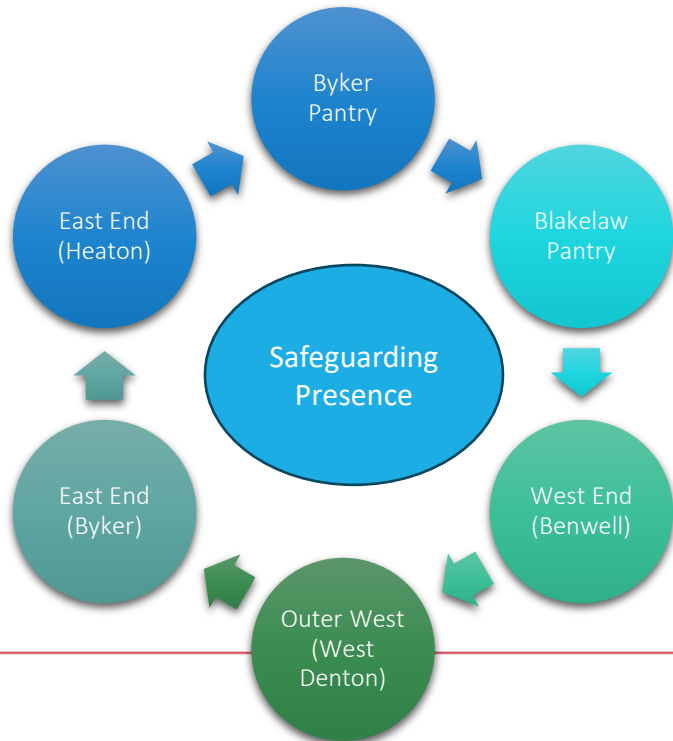 Byker
Pantry
Blakelaw
Pantry
West End
(Benwell)
Outer West
(West
Denton)
East End
(Byker)
East End
(Heaton)
Safeguarding
Presence